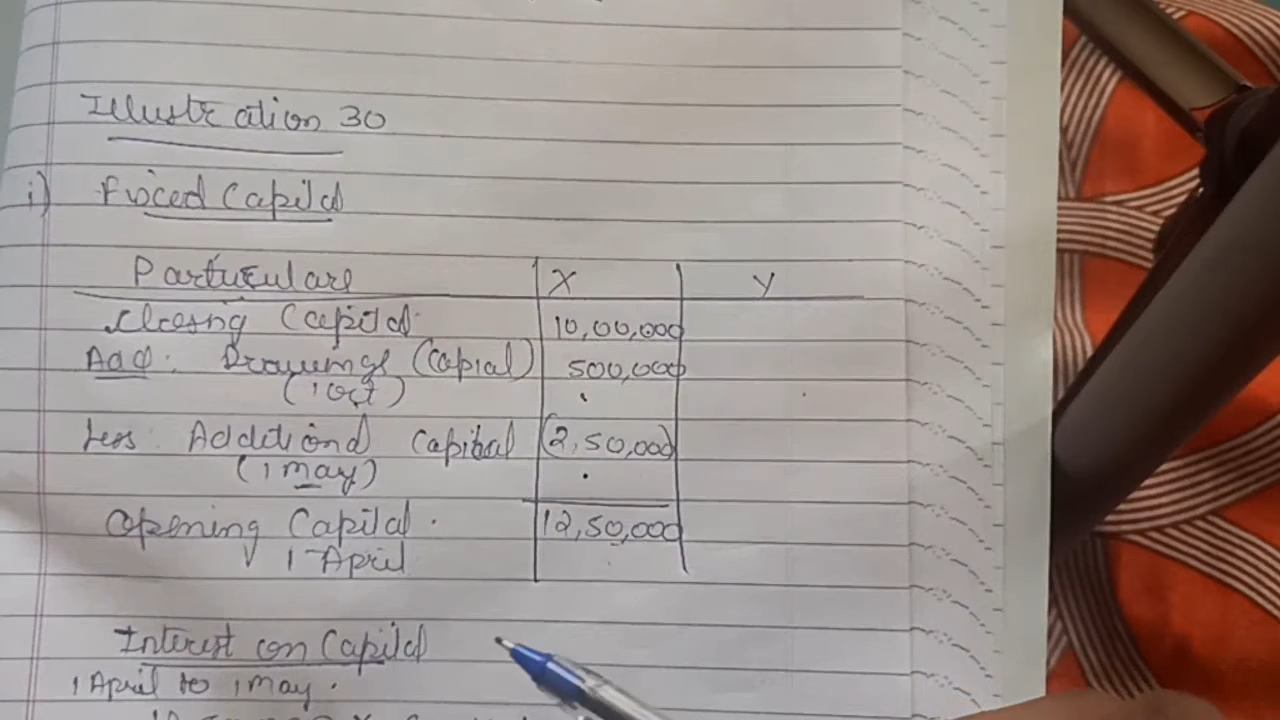 Illustration 30
i) Fixced Capital
Particulars X Y
Closing Capital 10,00,000
Add: Drawings (Capial) 500,000
(1 Oct)
Less Additional Capital (2,50,000)
(1 may)
Opening Capital. 12,50,000
1 April
Interest on Capital
1 April to 1 may.